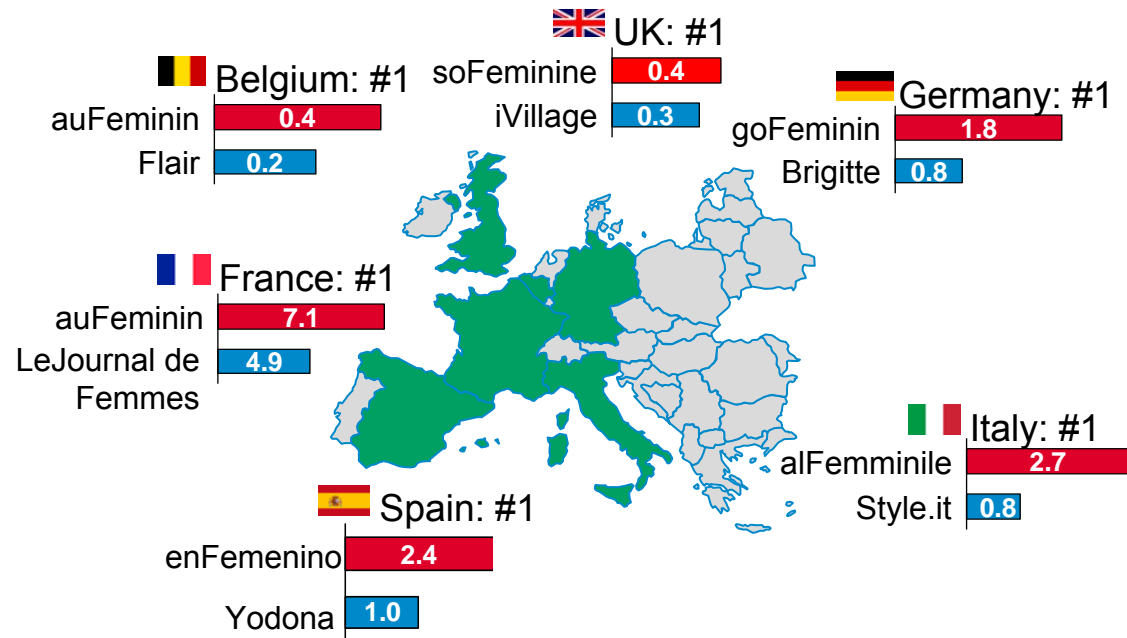 UK: #1
soFeminine 0.4
iVillage 0.3
Belgium: #1
auFeminin 0.4
Flair 0.2
Germany: #1
goFeminin 1.8
Brigitte 0.8
France: #1
auFeminin 7.1
LeJournal de 4.9
Femmes
Italy: #1
alFemminile 2.7
Style.it 0.8
Spain: #1
enFemenino 2.4
Yodona 1.0